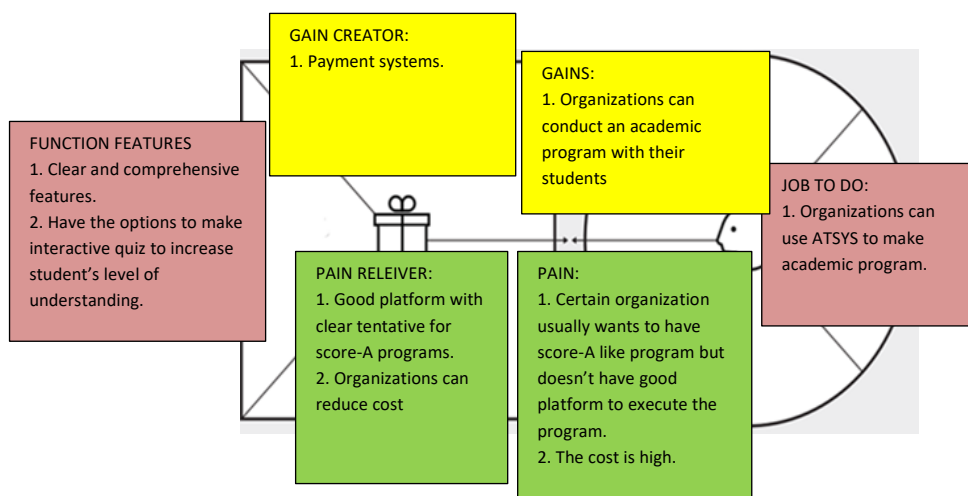 GAIN CREATOR:
1. Payment systems.
GAINS:
1. Organizations can
conduct an academic
program with their
students
FUNCTION FEATURES
1. Clear and comprehensive
features.
2. Have the options to make
interactive quiz to increase
student’s level of
understanding.
JOB TO DO:
1. Organizations can
use ATSYS to make
academic program.
PAIN RELEIVER:
1. Good platform with
clear tentative for
score-A programs.
2. Organizations can
reduce cost
PAIN:
1. Certain organization
usually wants to have
score-A like program but
doesn’t have good
platform to execute the
program.
2. The cost is high.